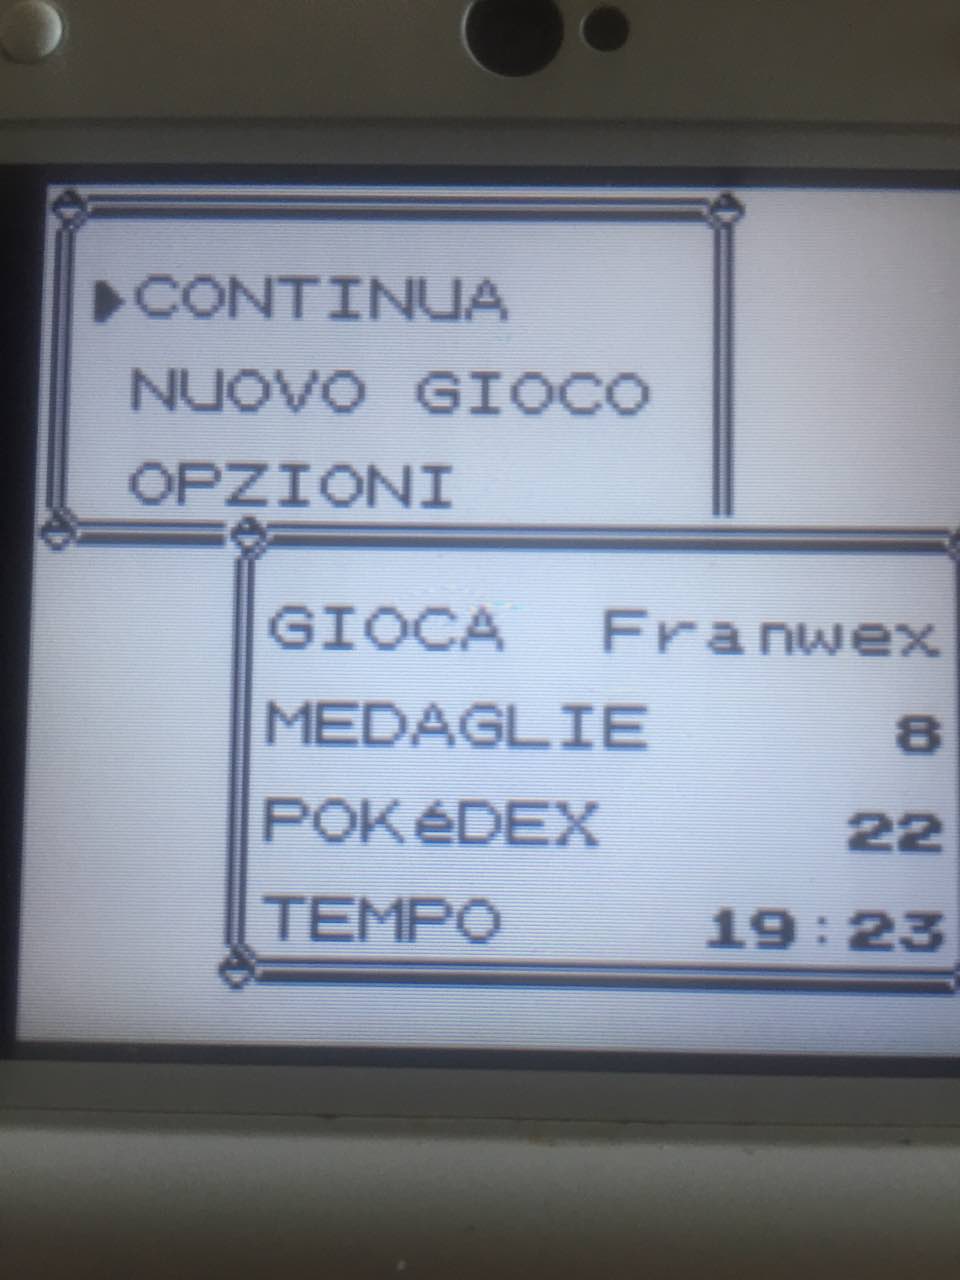 ▶CONTINUA
NUOVO GIOCO
OPZIONI
GIOCA Franwex
MEDAGLIE 8
POKéDEX 22
TEMPO 19:23